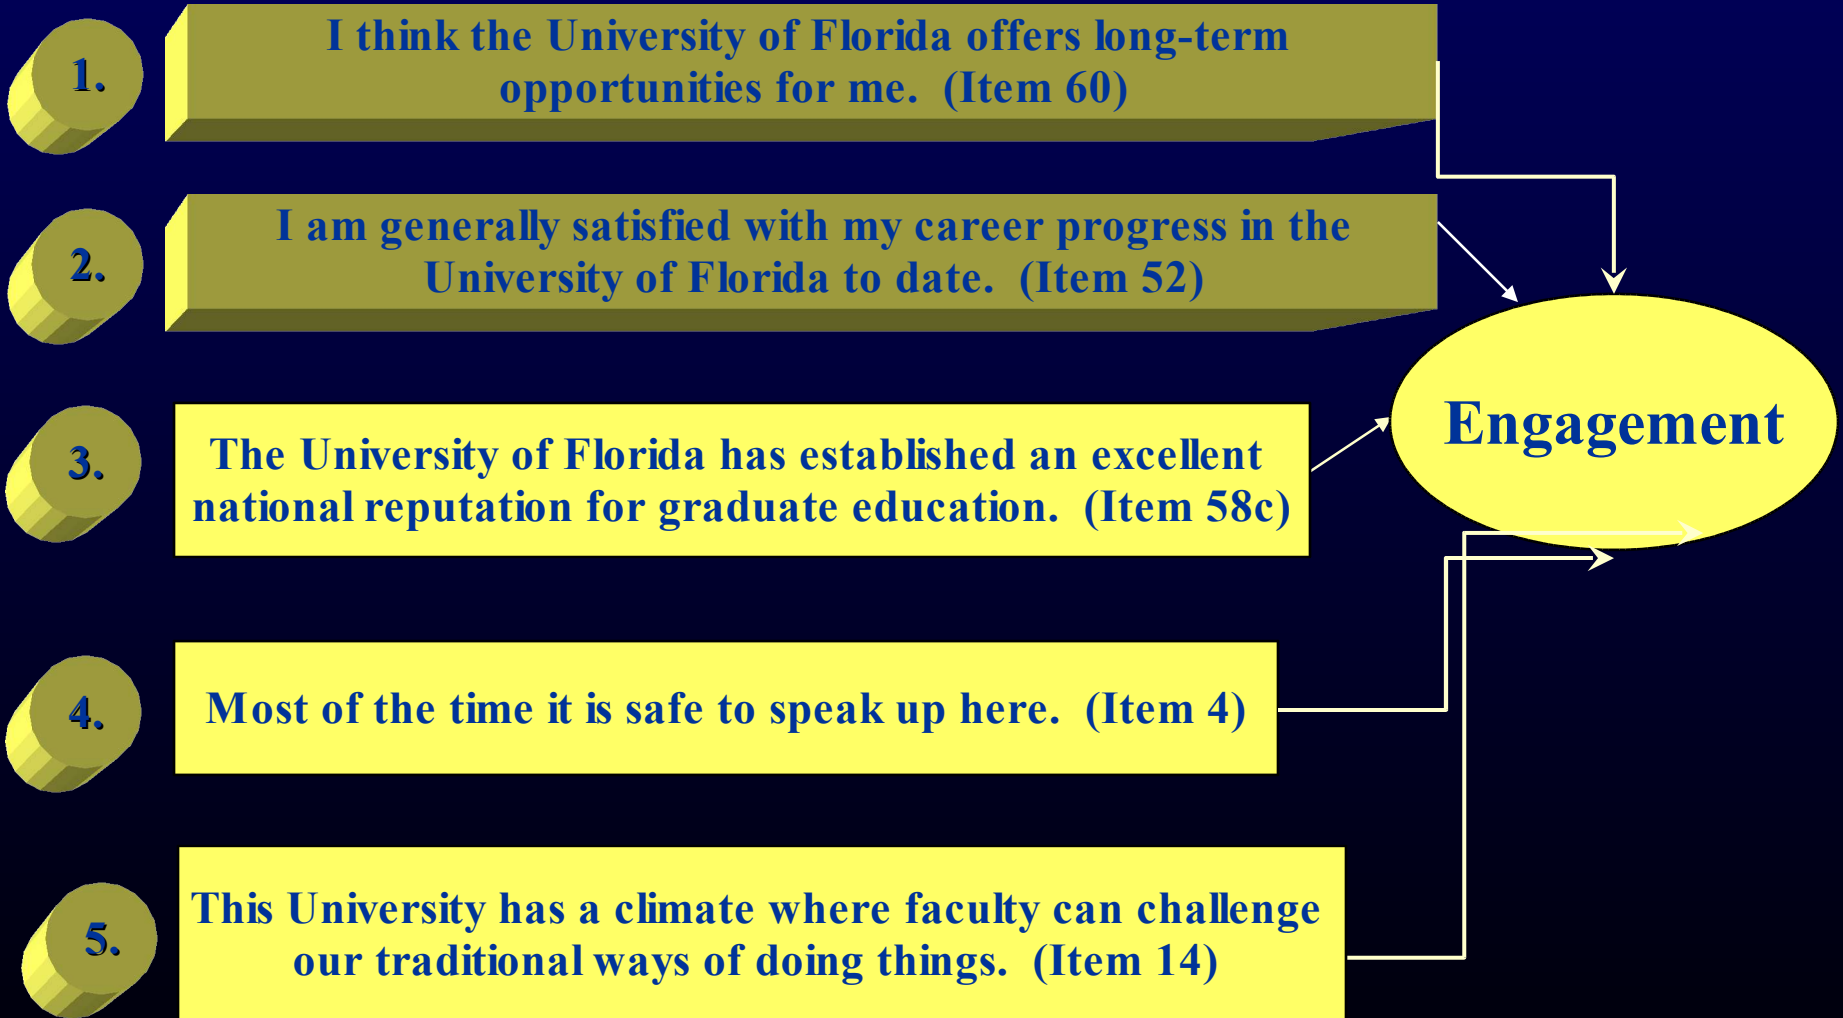 1.
I think the University of Florida offers long-term
opportunities for me.  (Item 60)
2.
I am generally satisfied with my career progress in the
University of Florida to date.  (Item 52)
3.
The University of Florida has established an excellent
national reputation for graduate education.  (Item 58c)
Engagement
4.
Most of the time it is safe to speak up here.  (Item 4)
5.
This University has a climate where faculty can challenge
our traditional ways of doing things.  (Item 14)